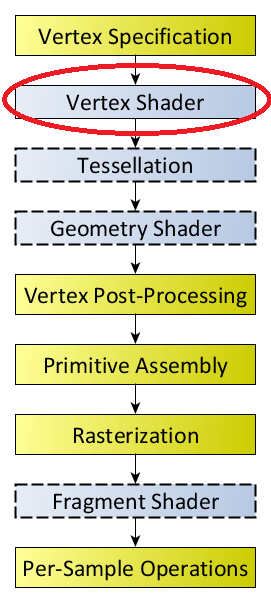 Vertex Specification
Vertex Shader
Tessellation
Geometry Shader
Vertex Post-Processing
Primitive Assembly
Rasterization
Fragment Shader
Per-Sample Operations